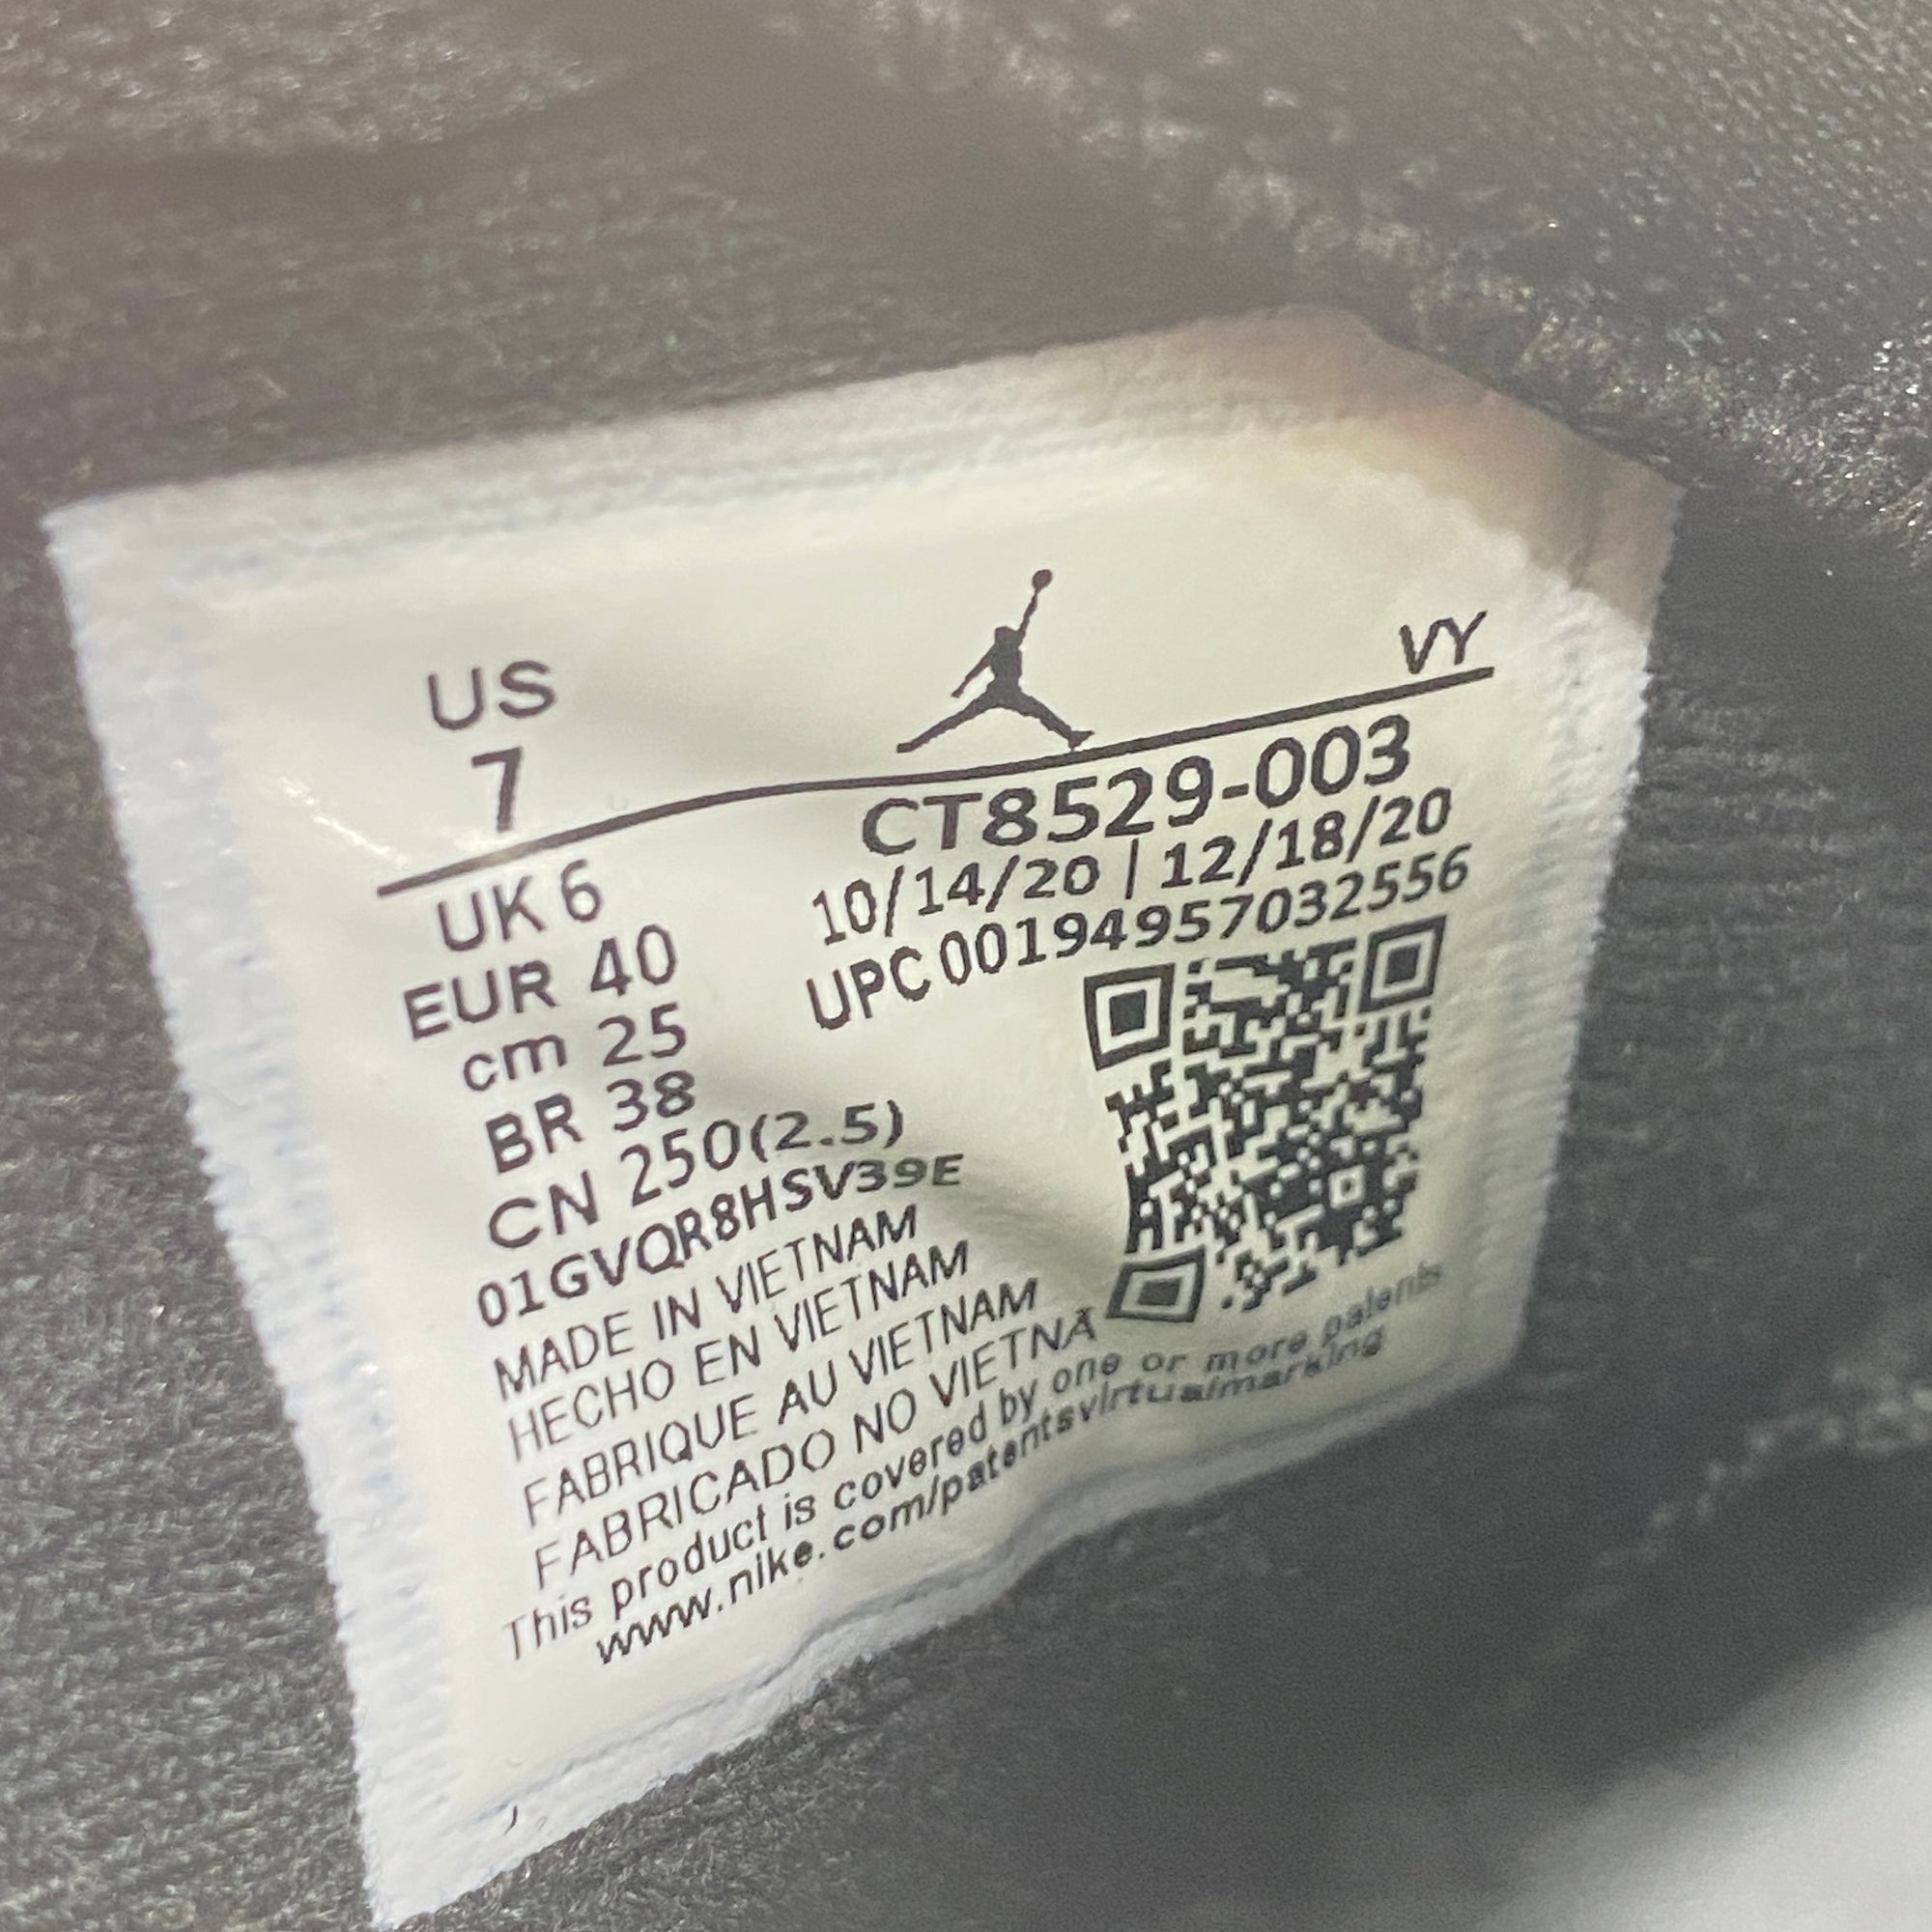 US
7
VY
UK 6
EUR 40
cm 25
BR 38
CN 250(2.5)
CT8529-003
10/14/20 | 12/18/20
UPC 00194957032556
01GVQR8HSV39E
MADE IN VIETNAM
HECHO EN VIETNAM
FABRIQUE AU VIETNAM
FABRICADO NO VIETNÃ
This product is covered by one or more patents
www.nike.com/patentsvirtualmarking